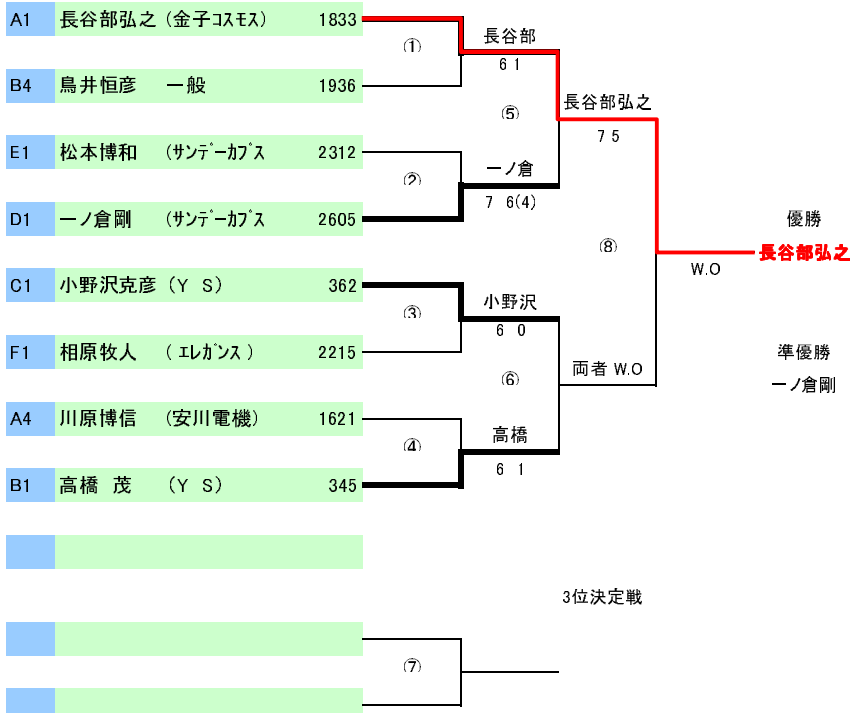 A1 長谷部弘之 (金子コスモス) 1833
① 長谷部
6 1
B4 鳥井恒彦 一般 1936
⑤ 長谷部弘之
7 5
E1 松本博和 (サンデーカブス 2312
② 一ノ倉
7 6(4)
D1 一ノ倉剛 (サンデーカブス 2605
⑧ 優勝
長谷部弘之
W.O
C1 小野沢克彦 (Y S) 362
③ 小野沢
6 0
F1 相原牧人 (エレガンス) 2215
⑥ 両者 W.O
準優勝
一ノ倉剛
A4 川原博信 (安川電機) 1621
④ 高橋
6 1
B1 高橋 茂 (Y S) 345
3位決定戦
⑦